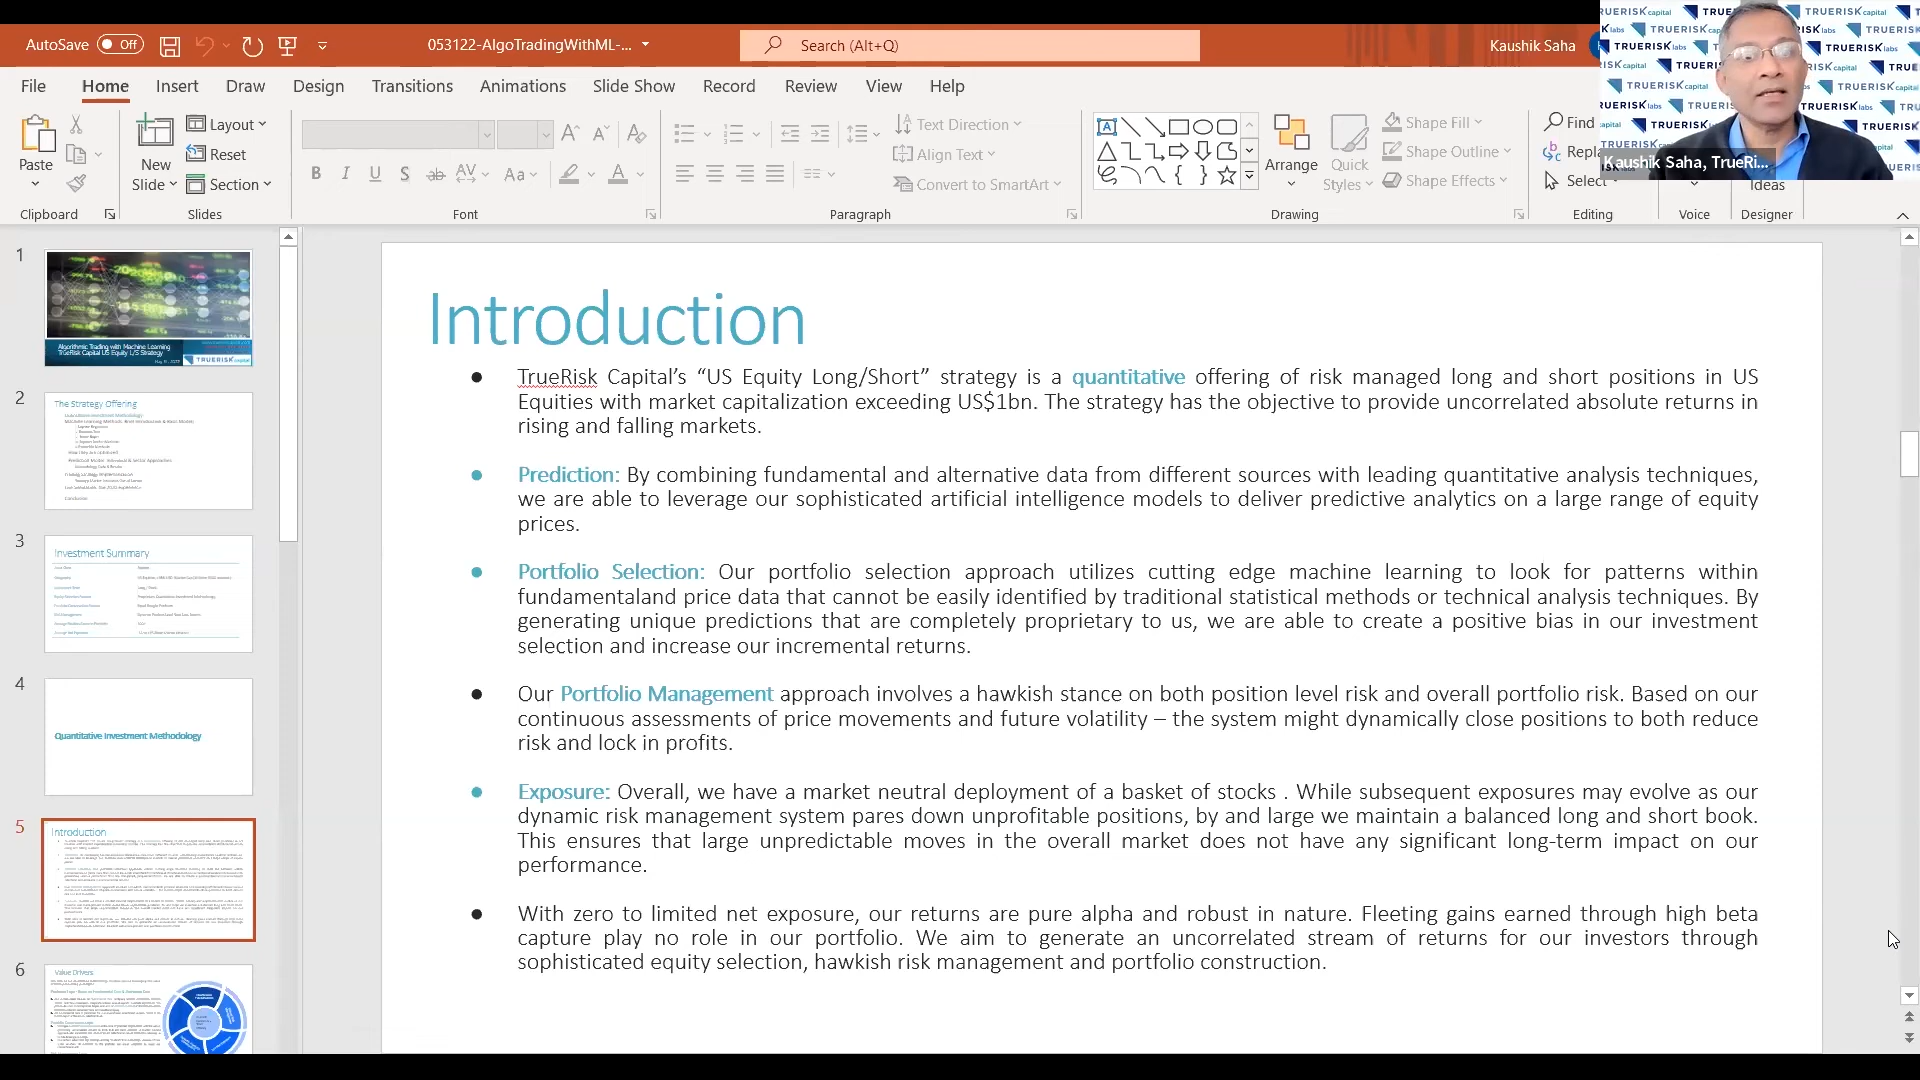 AutoSave Off
053122-AlgoTradingWithML-...
Search (Alt+Q)
Kaushik Saha
File Home Insert Draw Design Transitions Animations Slide Show Record Review View Help
Paste
New
Slide
Layout
Reset
Section
Text Direction
Align Text
Convert to SmartArt
Arrange
Quick
Styles
Shape Fill
Shape Outline
Shape Effects
Find
Select
Ideas
Clipboard Slides Font Paragraph Drawing Editing Voice Designer
Kaushik Saha, TrueRi...
TRUERISK capital
TRUERISK labs
1
Algorithmic Trading with Machine Learning
TrueRisk Capital US Equity L/S Strategy
TRUERISK capital
2
The Strategy Offering
3
Investment Summary
4
Quantitative Investment Methodology
5
Introduction
6
Value Drivers
Introduction
● TrueRisk Capital’s “US Equity Long/Short” strategy is a quantitative offering of risk managed long and short positions in US
Equities with market capitalization exceeding US$1bn. The strategy has the objective to provide uncorrelated absolute returns in
rising and falling markets.
● Prediction: By combining fundamental and alternative data from different sources with leading quantitative analysis techniques,
we are able to leverage our sophisticated artificial intelligence models to deliver predictive analytics on a large range of equity
prices.
● Portfolio Selection: Our portfolio selection approach utilizes cutting edge machine learning to look for patterns within
fundamentaland price data that cannot be easily identified by traditional statistical methods or technical analysis techniques. By
generating unique predictions that are completely proprietary to us, we are able to create a positive bias in our investment
selection and increase our incremental returns.
● Our Portfolio Management approach involves a hawkish stance on both position level risk and overall portfolio risk. Based on our
continuous assessments of price movements and future volatility – the system might dynamically close positions to both reduce
risk and lock in profits.
● Exposure: Overall, we have a market neutral deployment of a basket of stocks . While subsequent exposures may evolve as our
dynamic risk management system pares down unprofitable positions, by and large we maintain a balanced long and short book.
This ensures that large unpredictable moves in the overall market does not have any significant long-term impact on our
performance.
● With zero to limited net exposure, our returns are pure alpha and robust in nature. Fleeting gains earned through high beta
capture play no role in our portfolio. We aim to generate an uncorrelated stream of returns for our investors through
sophisticated equity selection, hawkish risk management and portfolio construction.